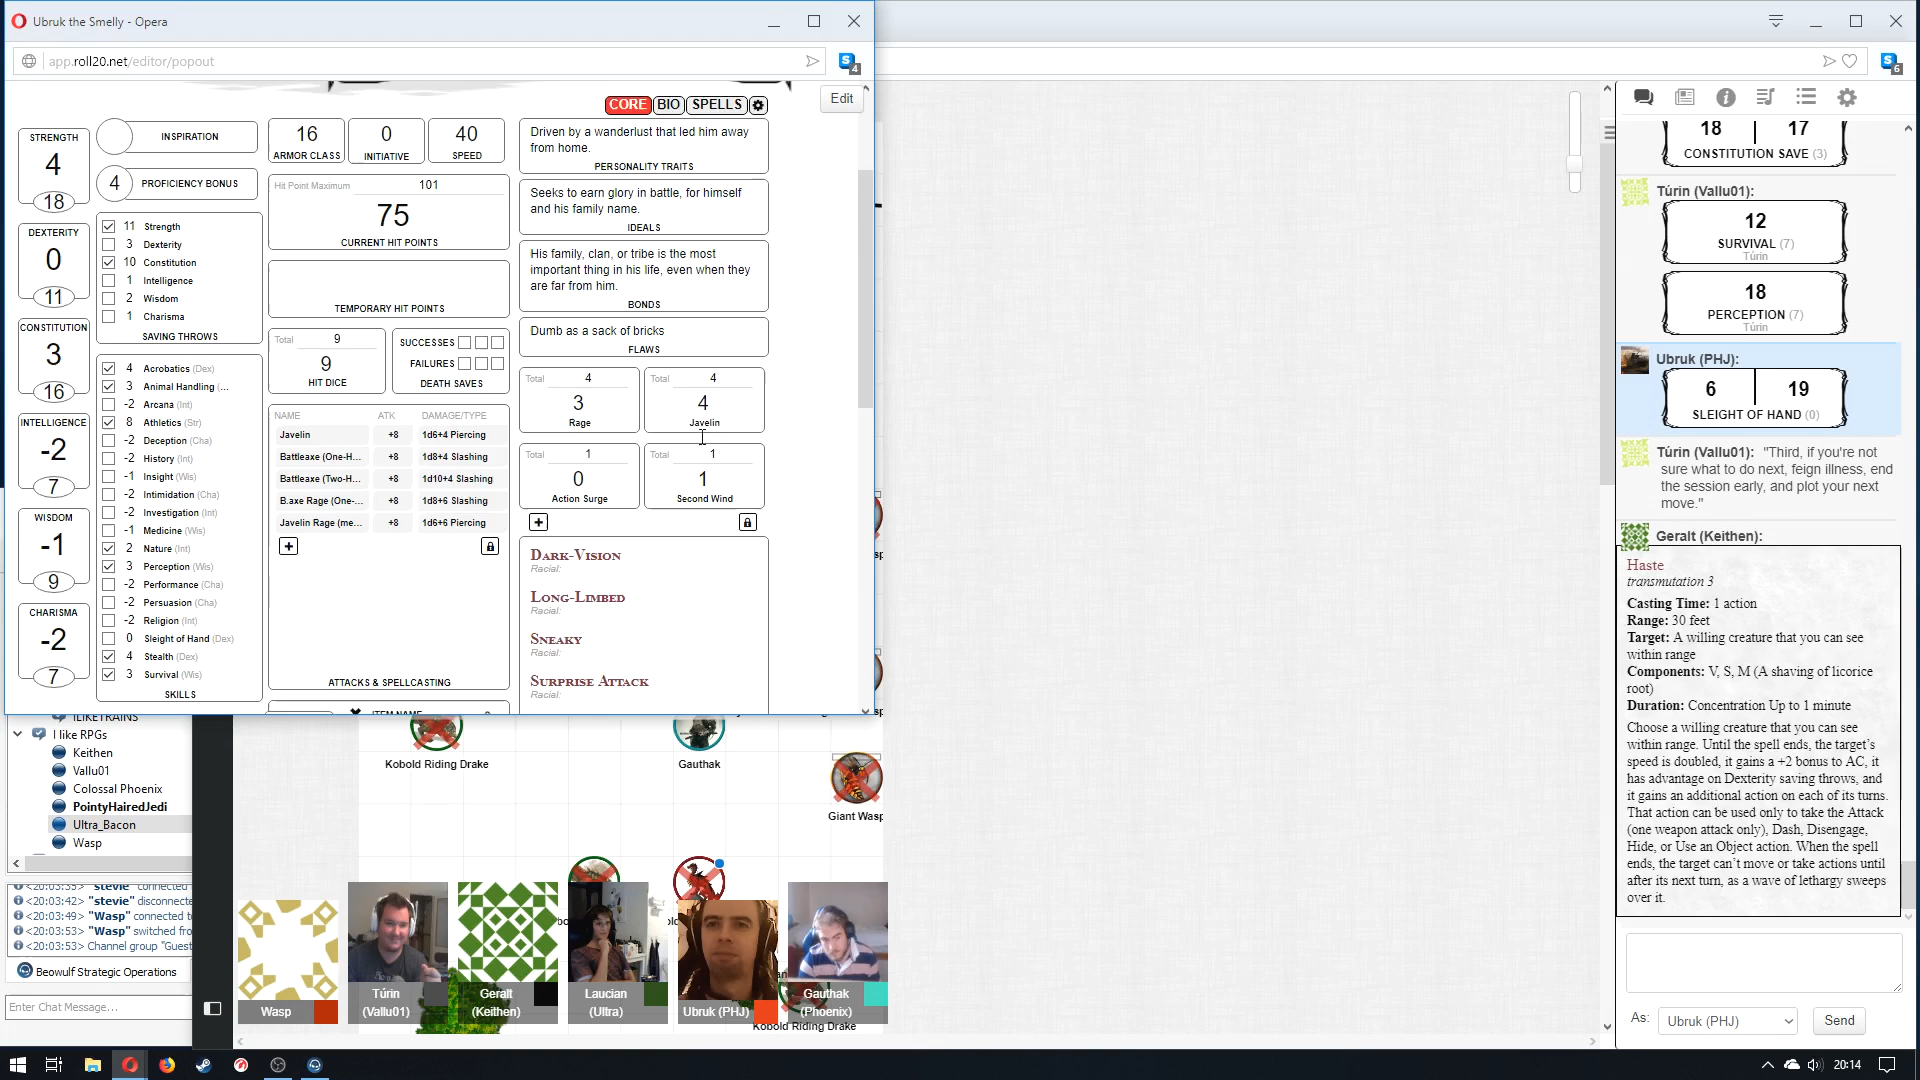 Ubruk the Smelly - Opera
app.roll20.net/editor/popout
4
6
CORE
BIO
SPELLS
Edit
STRENGTH
4
18
DEXTERITY
0
11
CONSTITUTION
3
16
INTELLIGENCE
-2
7
WISDOM
-1
9
CHARISMA
-2
7
INSPIRATION
4
PROFICIENCY BONUS
11 Strength
3 Dexterity
10 Constitution
1 Intelligence
2 Wisdom
1 Charisma
SAVING THROWS
4 Acrobatics (Dex)
3 Animal Handling (...
-2 Arcana (Int)
8 Athletics (Str)
-2 Deception (Cha)
-2 History (Int)
-1 Insight (Wis)
-2 Intimidation (Cha)
-2 Investigation (Int)
-1 Medicine (Wis)
2 Nature (Int)
3 Perception (Wis)
-2 Performance (Cha)
-2 Persuasion (Cha)
-2 Religion (Int)
0 Sleight of Hand (Dex)
4 Stealth (Dex)
3 Survival (Wis)
SKILLS
16
ARMOR CLASS
0
INITIATIVE
40
SPEED
Hit Point Maximum 101
75
CURRENT HIT POINTS
TEMPORARY HIT POINTS
Total 9
9
HIT DICE
SUCCESSES
FAILURES
DEATH SAVES
NAME ATK DAMAGE/TYPE
Javelin +8 1d6+4 Piercing
Battleaxe (One-H... +8 1d8+4 Slashing
Battleaxe (Two-H... +8 1d10+4 Slashing
B.axe Rage (One-... +8 1d8+6 Slashing
Javelin Rage (me... +8 1d6+6 Piercing
ATTACKS & SPELLCASTING
ITEM NAME
Driven by a wanderlust that led him away
from home.
PERSONALITY TRAITS
Seeks to earn glory in battle, for himself
and his family name.
IDEALS
His family, clan, or tribe is the most
important thing in his life, even when they
are far from him.
BONDS
Dumb as a sack of bricks
FLAWS
Total 4
3
Rage
Total 4
4
Javelin
Total 1
0
Action Surge
Total 1
1
Second Wind
DARK-VISION
Racial:
LONG-LIMBED
Racial:
SNEAKY
Racial:
SURPRISE ATTACK
Racial:
ILIKETRAINS
I like RPGs
Keithen
Vallu01
Colossal Phoenix
PointyHairedJedi
Ultra_Bacon
Wasp
<20:03:35> "stevie" connected
<20:03:42> "stevie" disconnecte
<20:03:49> "Wasp" connected to
<20:03:53> "Wasp" switched from
<20:03:53> Channel group "Guest
Beowulf Strategic Operations
Enter Chat Message...
Kobold Riding Drake
Gauthak
Giant Wasp
Wasp
Túrin
(Vallu01)
Geralt
(Keithen)
Laucian
(Ultra)
Ubruk (PHJ)
Gauthak
(Phoenix)
Kobold Riding Drake
18 17
CONSTITUTION SAVE (3)
Túrin (Vallu01):
12
SURVIVAL (7)
Túrin
18
PERCEPTION (7)
Túrin
Ubruk (PHJ):
6 19
SLEIGHT OF HAND (0)
Túrin (Vallu01): "Third, if you're not
sure what to do next, feign illness, end
the session early, and plot your next
move."
Geralt (Keithen):
Haste
transmutation 3
Casting Time: 1 action
Range: 30 feet
Target: A willing creature that you can see
within range
Components: V, S, M (A shaving of licorice
root)
Duration: Concentration Up to 1 minute
Choose a willing creature that you can see
within range. Until the spell ends, the target's
speed is doubled, it gains a +2 bonus to AC, it
has advantage on Dexterity saving throws, and
it gains an additional action on each of its turns.
That action can be used only to take the Attack
(one weapon attack only), Dash, Disengage,
Hide, or Use an Object action. When the spell
ends, the target can't move or take actions until
after its next turn, as a wave of lethargy sweeps
over it.
As: Ubruk (PHJ)
Send
20:14